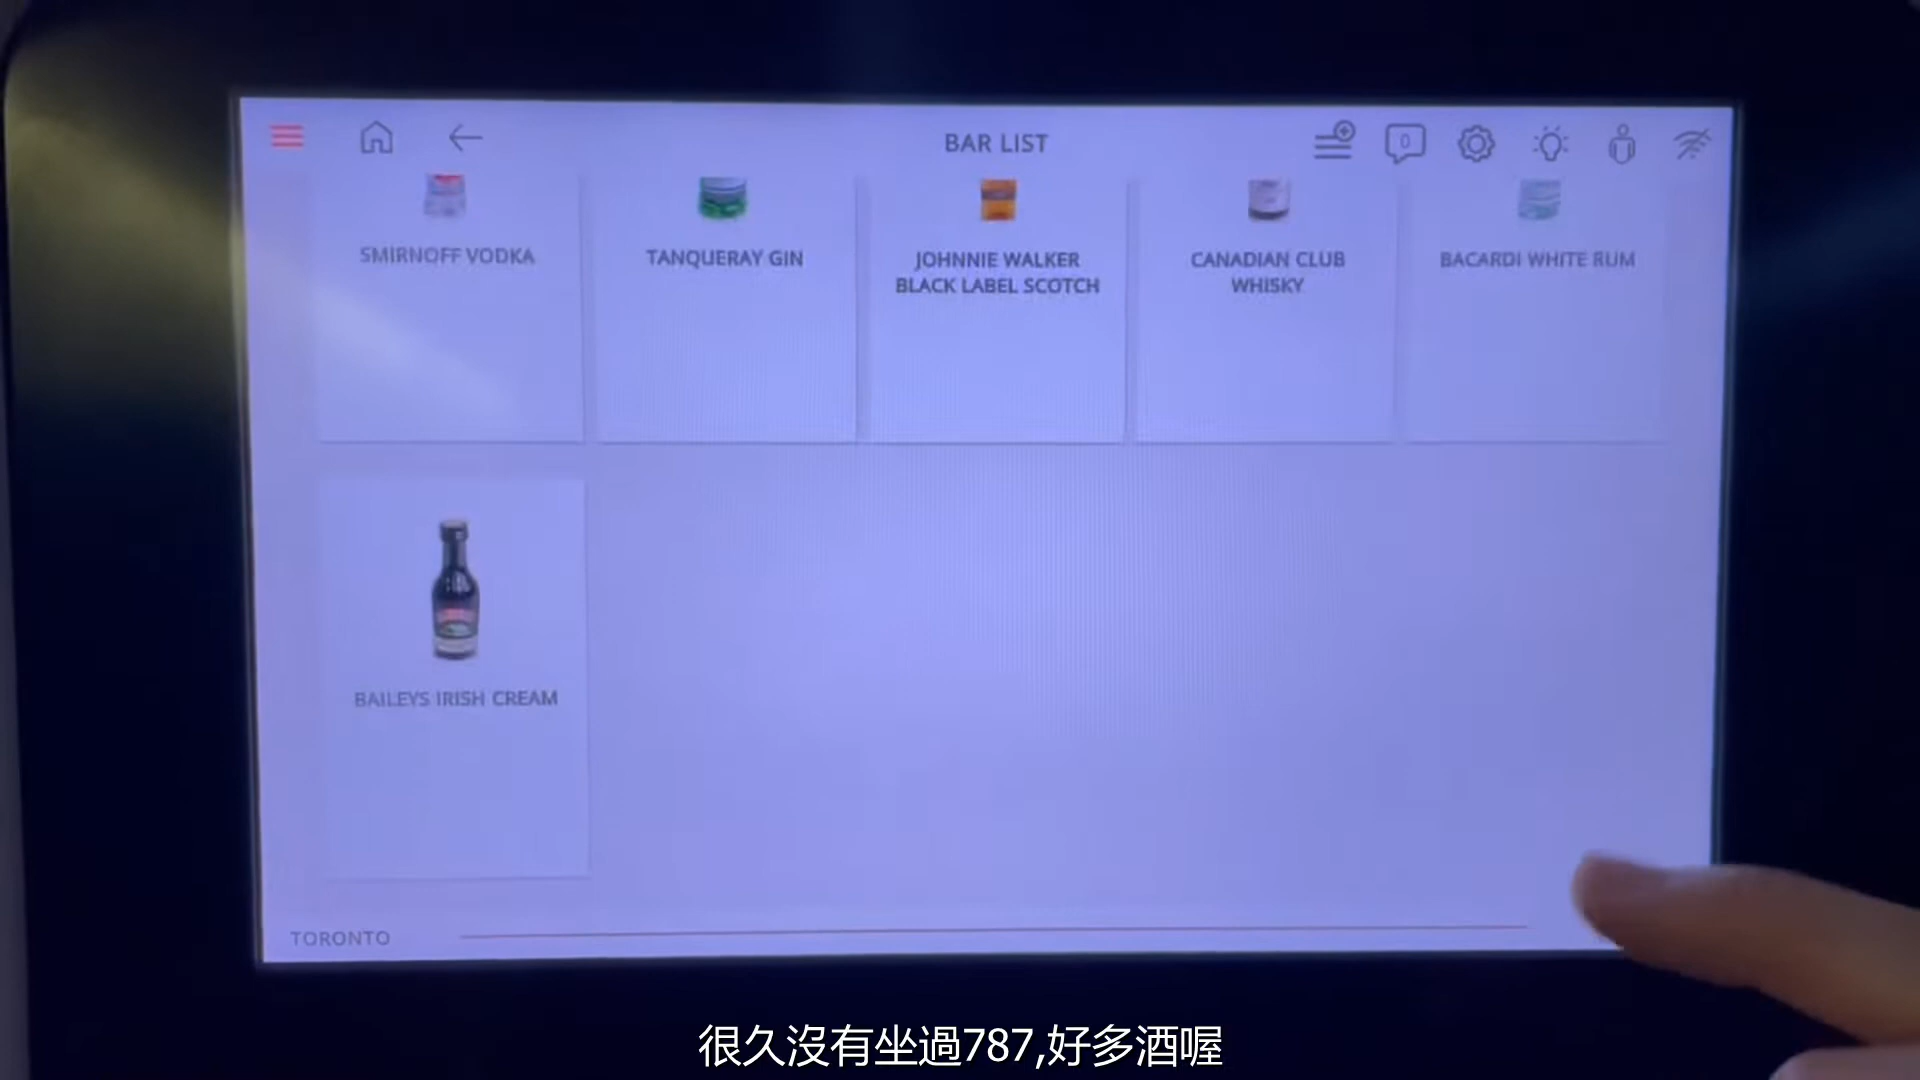 BAR LIST
0
SMIRNOFF VODKA
TANQUERAY GIN
JOHNNIE WALKER
BLACK LABEL SCOTCH
CANADIAN CLUB
WHISKY
BACARDI WHITE RUM
BAILEYS IRISH CREAM
TORONTO
很久沒有坐過787,好多酒喔